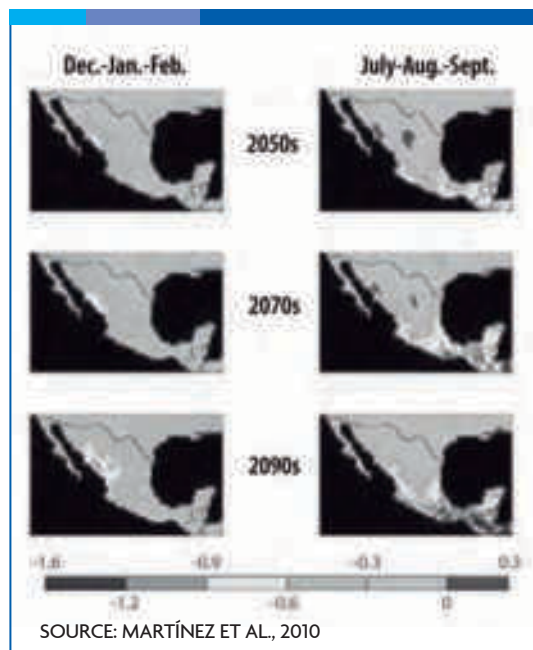 Dec.-Jan.-Feb. July-Aug.-Sept.
2050s
2070s
2090s
-1.6 -0.9 -0.3 0.3
-1.2 -0.6 0
SOURCE: MARTÍNEZ ET AL., 2010